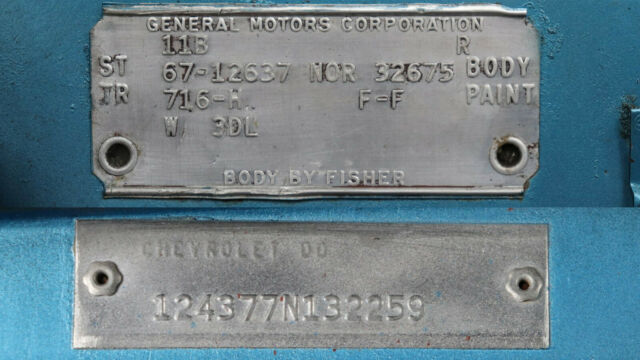 GENERAL MOTORS CORPORATION
11B R
ST 67-12637 NOR 32675 BODY
TR 716-H F-F PAINT
W 3DL
BODY BY FISHER
CHEVROLET DO
124377N132259